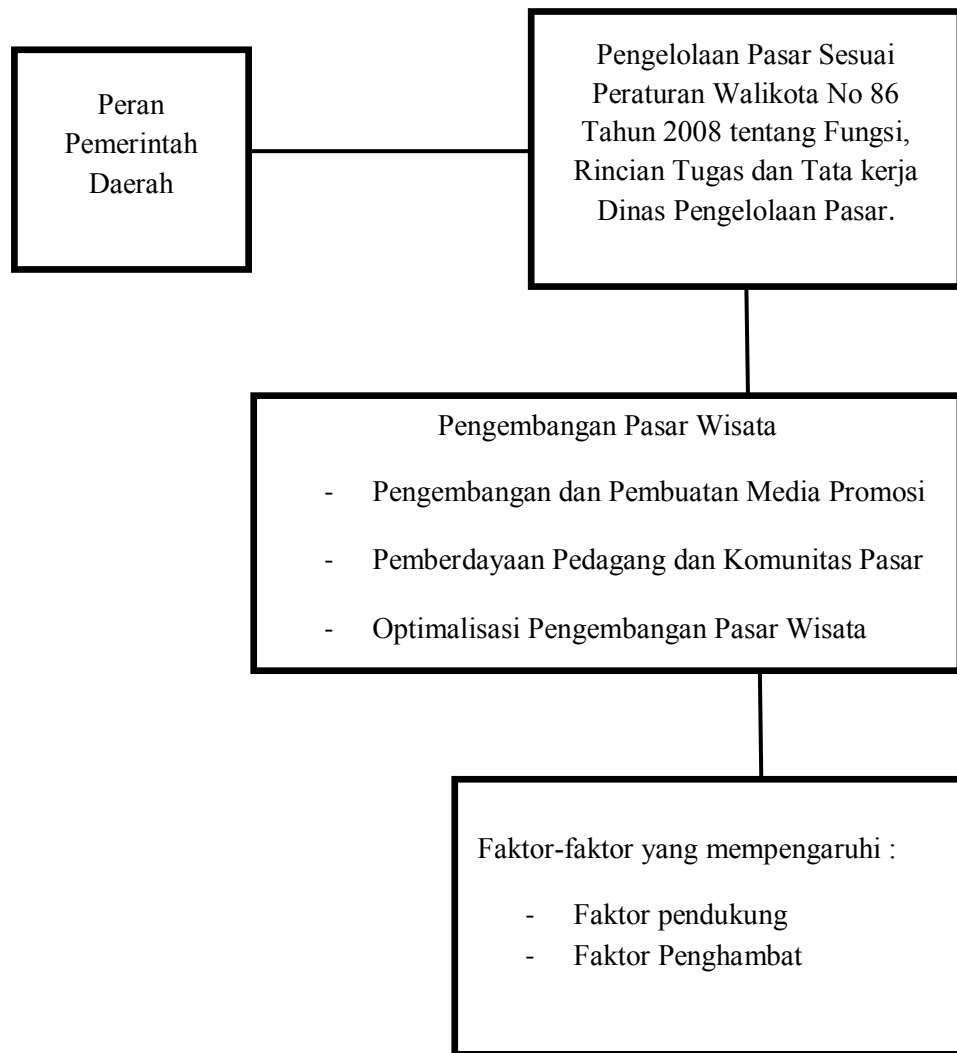 Peran
Pemerintah
Daerah
Pengelolaan Pasar Sesuai
Peraturan Walikota No 86
Tahun 2008 tentang Fungsi,
Rincian Tugas dan Tata kerja
Dinas Pengelolaan Pasar.
Pengembangan Pasar Wisata
- Pengembangan dan Pembuatan Media Promosi
- Pemberdayaan Pedagang dan Komunitas Pasar
- Optimalisasi Pengembangan Pasar Wisata
Faktor-faktor yang mempengaruhi :
- Faktor pendukung
- Faktor Penghambat